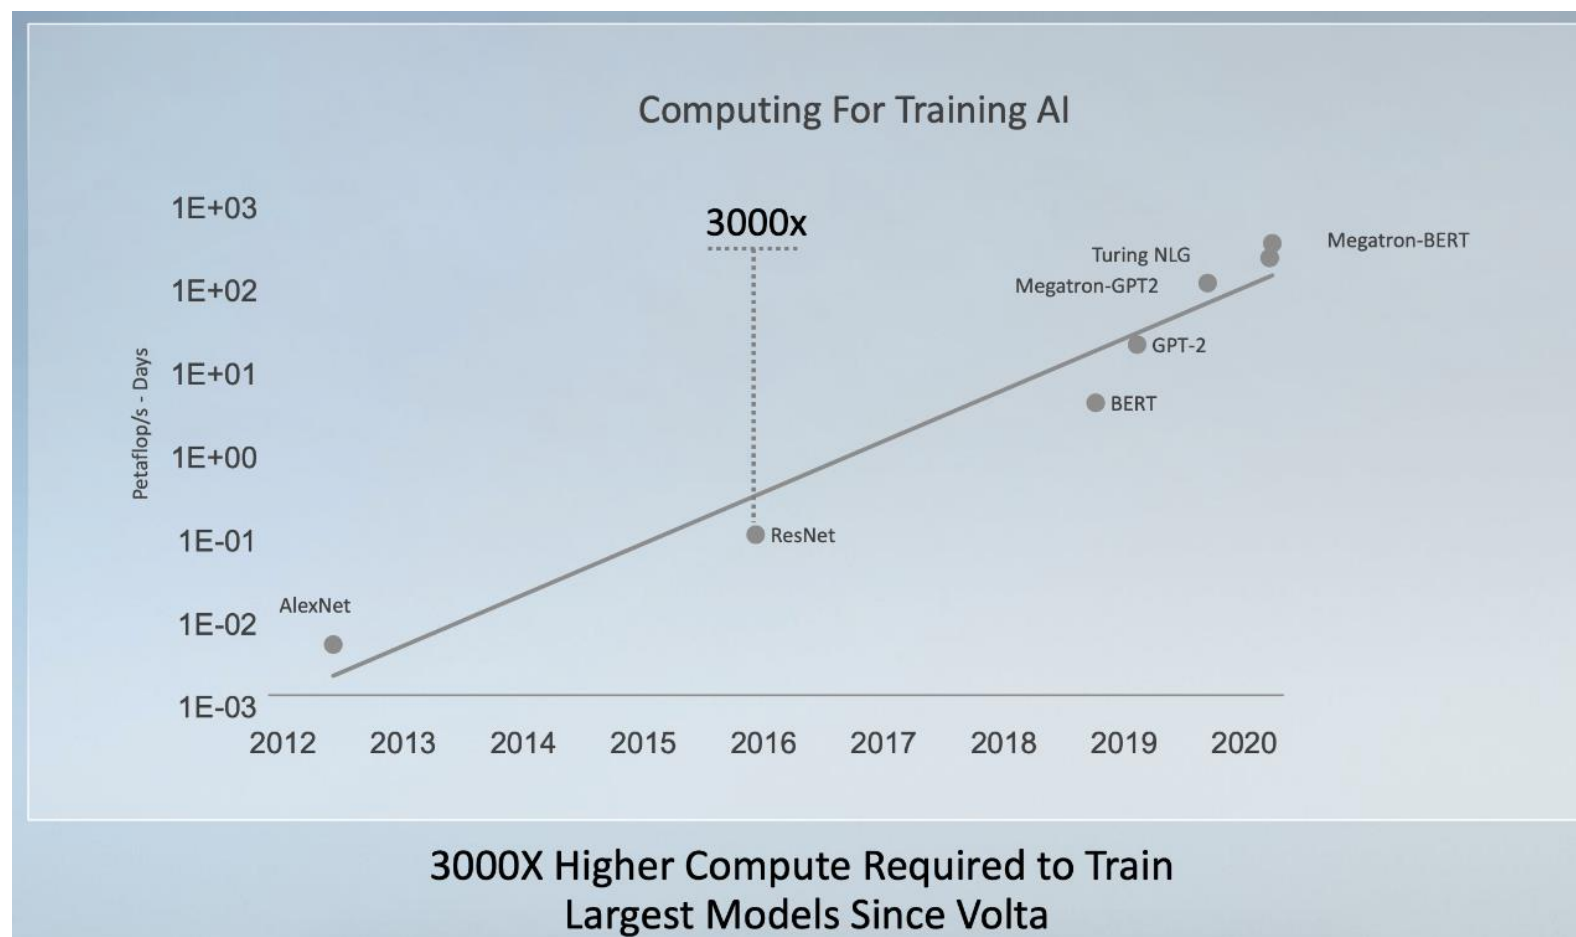 Computing For Training AI
1E+03
3000x
Megatron-BERT
Turing NLG
1E+02
Megatron-GPT2
Petaflop/s - Days
GPT-2
1E+01
BERT
1E+00
1E-01
ResNet
AlexNet
1E-02
1E-03
2012 2013 2014 2015 2016 2017 2018 2019 2020
3000X Higher Compute Required to Train
Largest Models Since Volta